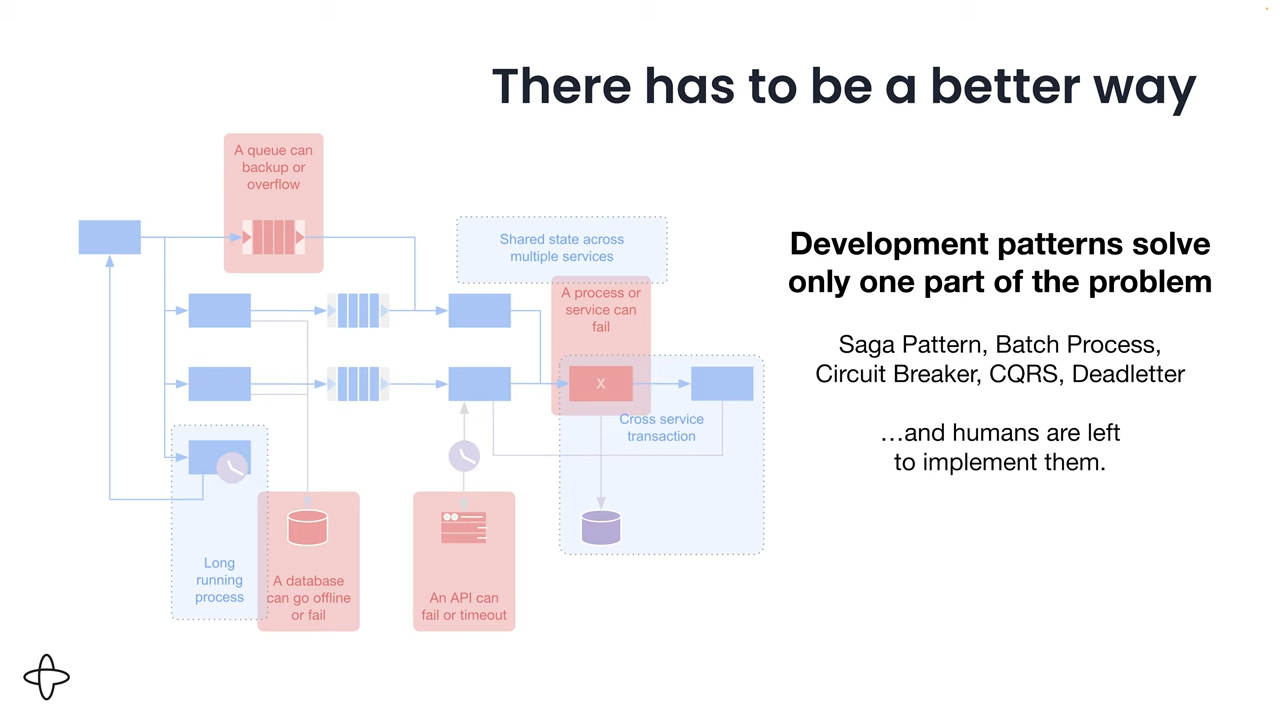 There has to be a better way
A queue can
backup or
overflow
Shared state across
multiple services
A process or
service can
fail
X
Cross service
transaction
Long
running
process
A database
can go offline
or fail
An API can
fail or timeout
Development patterns solve
only one part of the problem
Saga Pattern, Batch Process,
Circuit Breaker, CQRS, Deadletter
…and humans are left
to implement them.